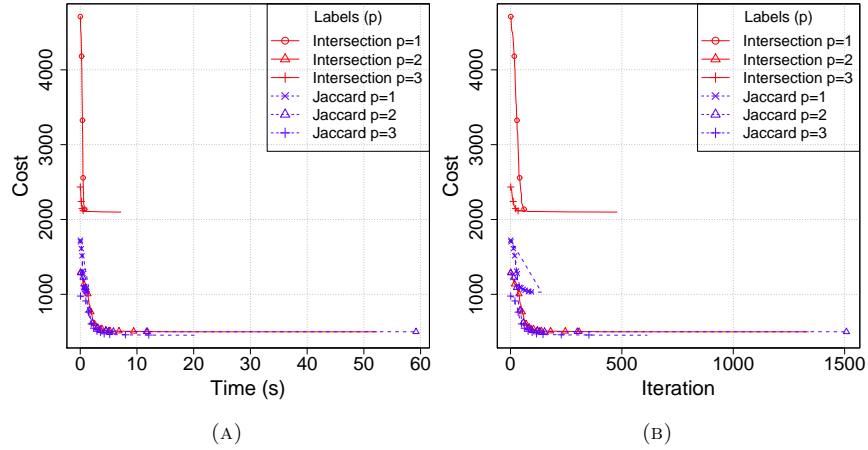 Labels (p)
Intersection p=1
Intersection p=2
Intersection p=3
Jaccard p=1
Jaccard p=2
Jaccard p=3
Cost
1000
2000
3000
4000
0
10
20
30
40
50
60
Time (s)
(A)
Labels (p)
Intersection p=1
Intersection p=2
Intersection p=3
Jaccard p=1
Jaccard p=2
Jaccard p=3
Cost
1000
2000
3000
4000
0
500
1000
1500
Iteration
(B)